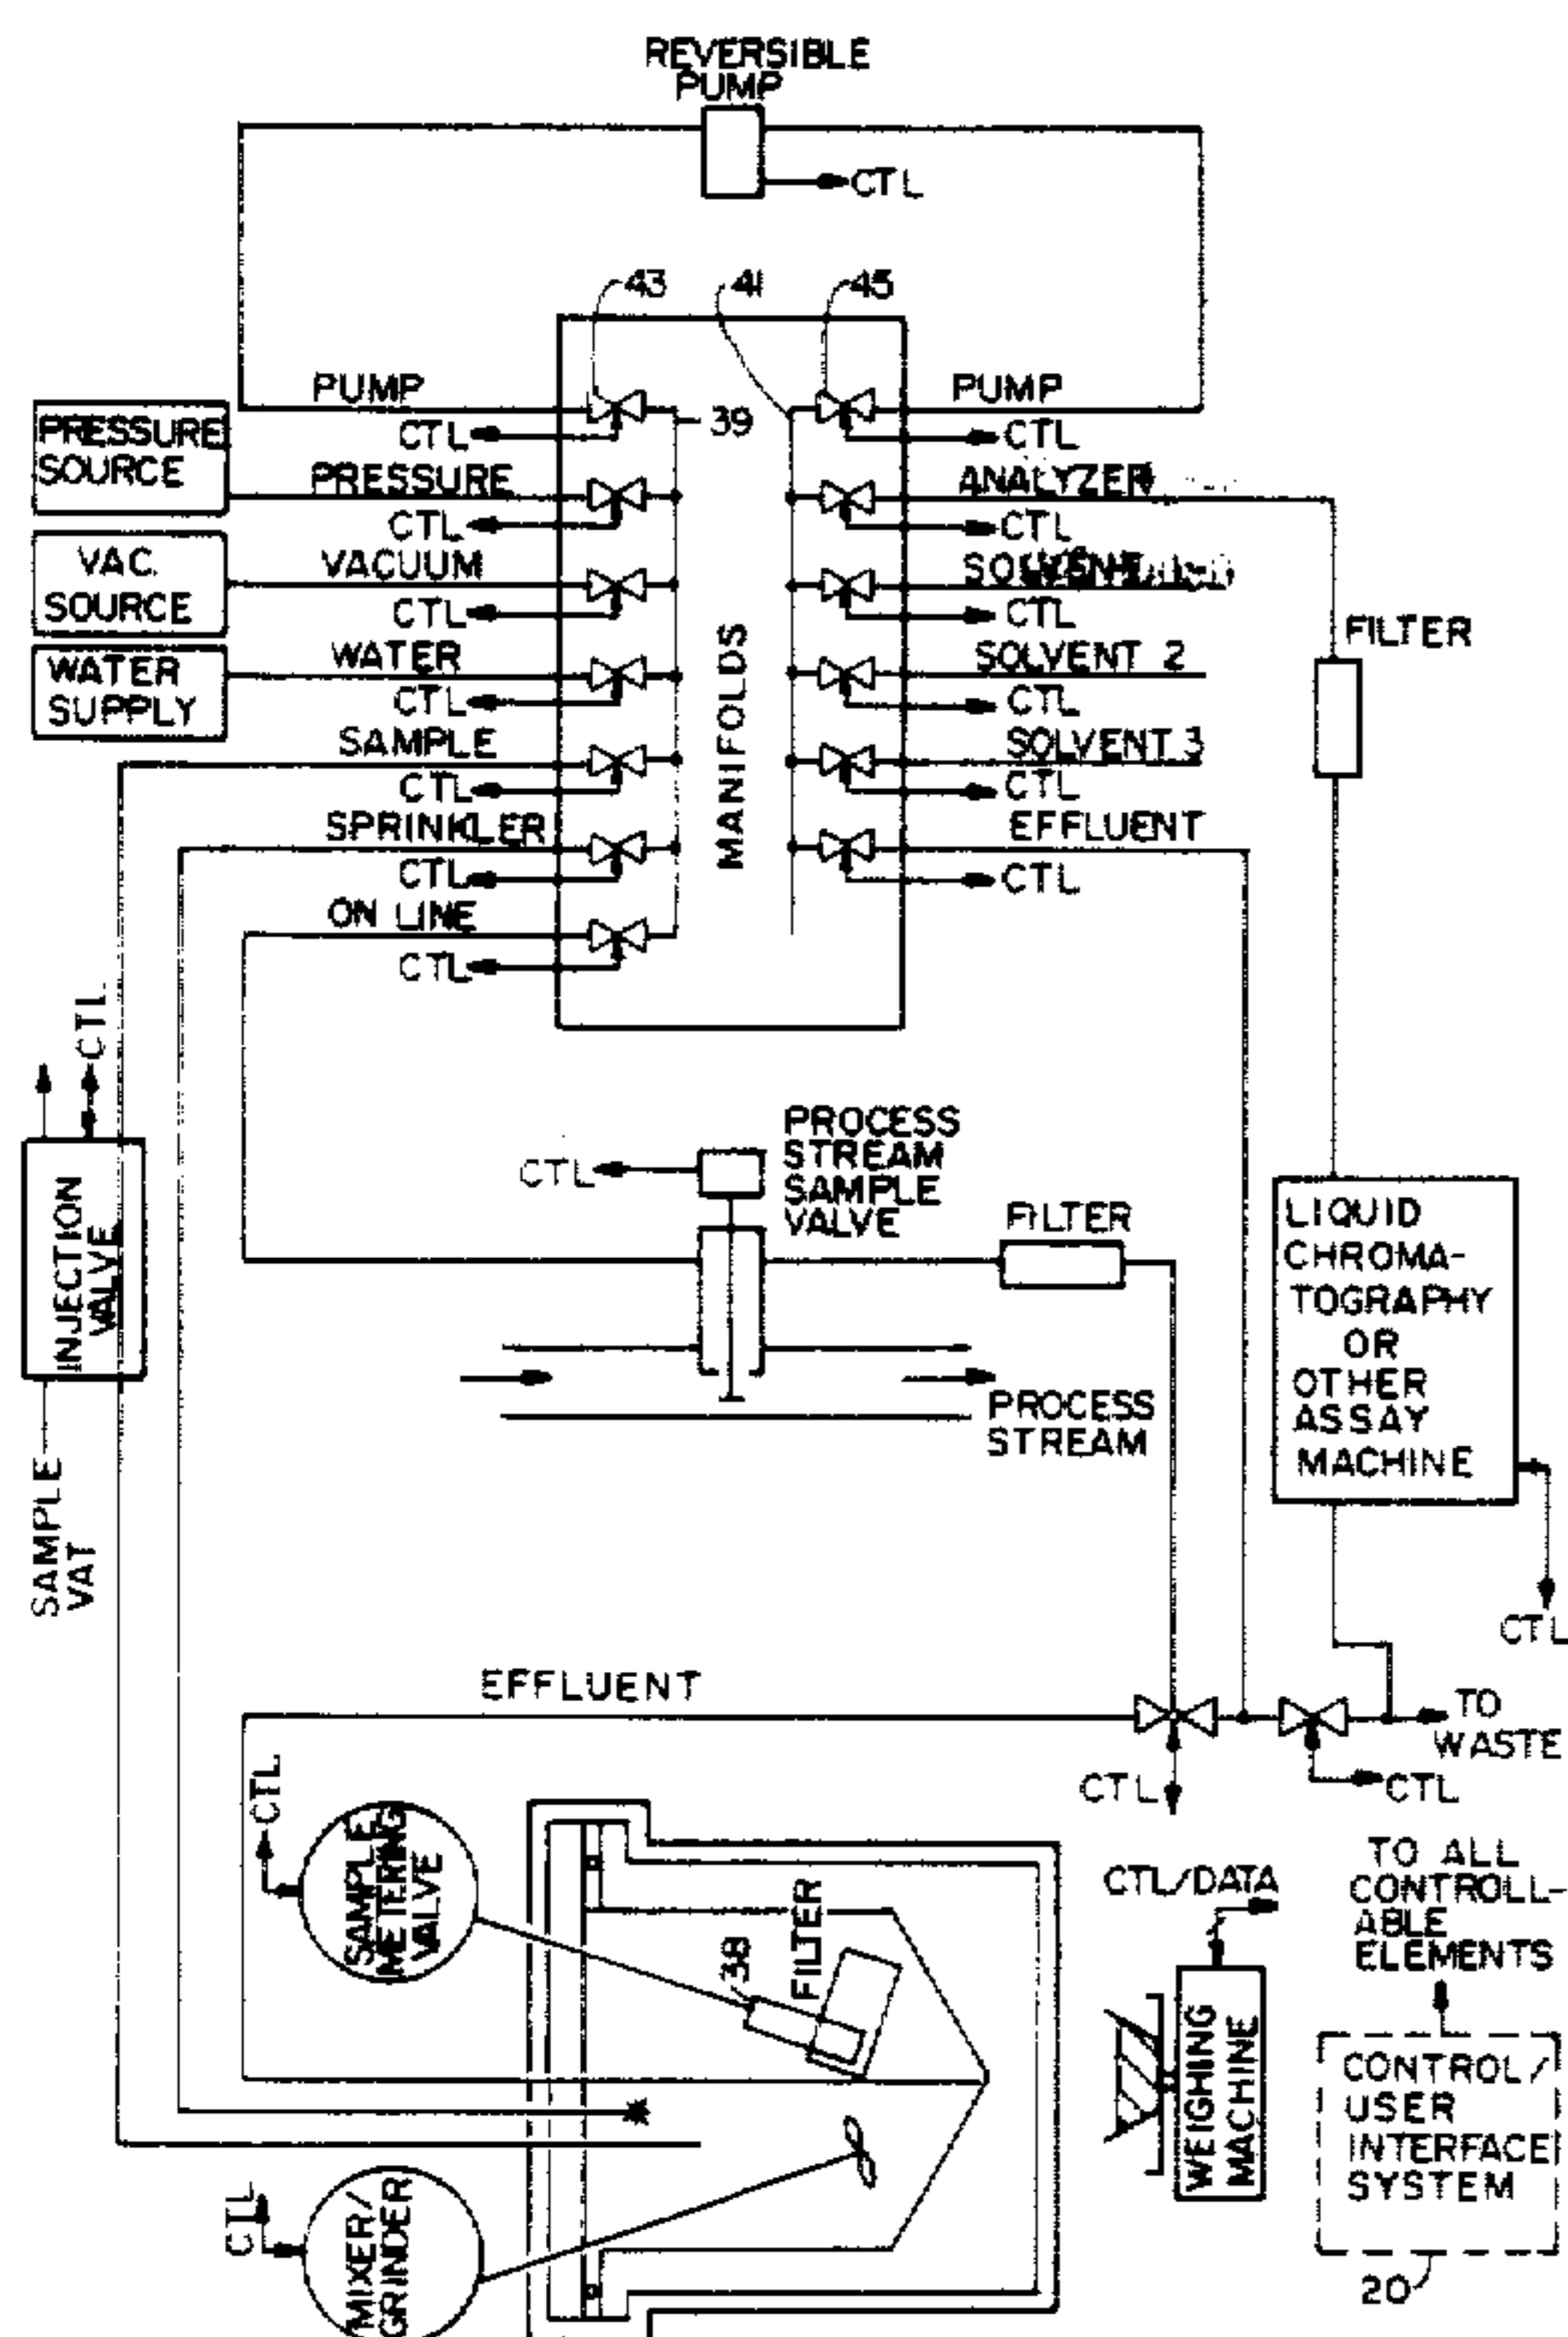 REVERSIBLE
PUMP
CTL
43
41
45
PUMP
PUMP
CTL
39
CTL
PRESSURE
SOURCE
PRESSURE
ANALYZER
CTL
CTL
VAC.
SOURCE
VACUUM
SOLVENT
CTL
CTL
FILTER
WATER
SUPPLY
WATER
SOLVENT 2
CTL
CTL
MANIFOLDS
SAMPLE
SOLVENT 3
CTL
CTL
SPRINKLER
EFFLUENT
CTL
CTL
ON LINE
CTL
CTL
INJECTION
VALVE
SAMPLE
VAT
CTL
PROCESS
STREAM
SAMPLE
VALVE
FILTER
PROCESS
STREAM
LIQUID
CHROMA-
TOGRAPHY
OR
OTHER
ASSAY
MACHINE
CTL
EFFLUENT
TO
WASTE
CTL
CTL
CTL
SAMPLE
METERING
VALVE
38
FILTER
CTL/DATA
WEIGHING
MACHINE
TO ALL
CONTROLL-
ABLE
ELEMENTS
CONTROL/
USER
INTERFACE
SYSTEM
20
CTL
MIXER/
GRINDER